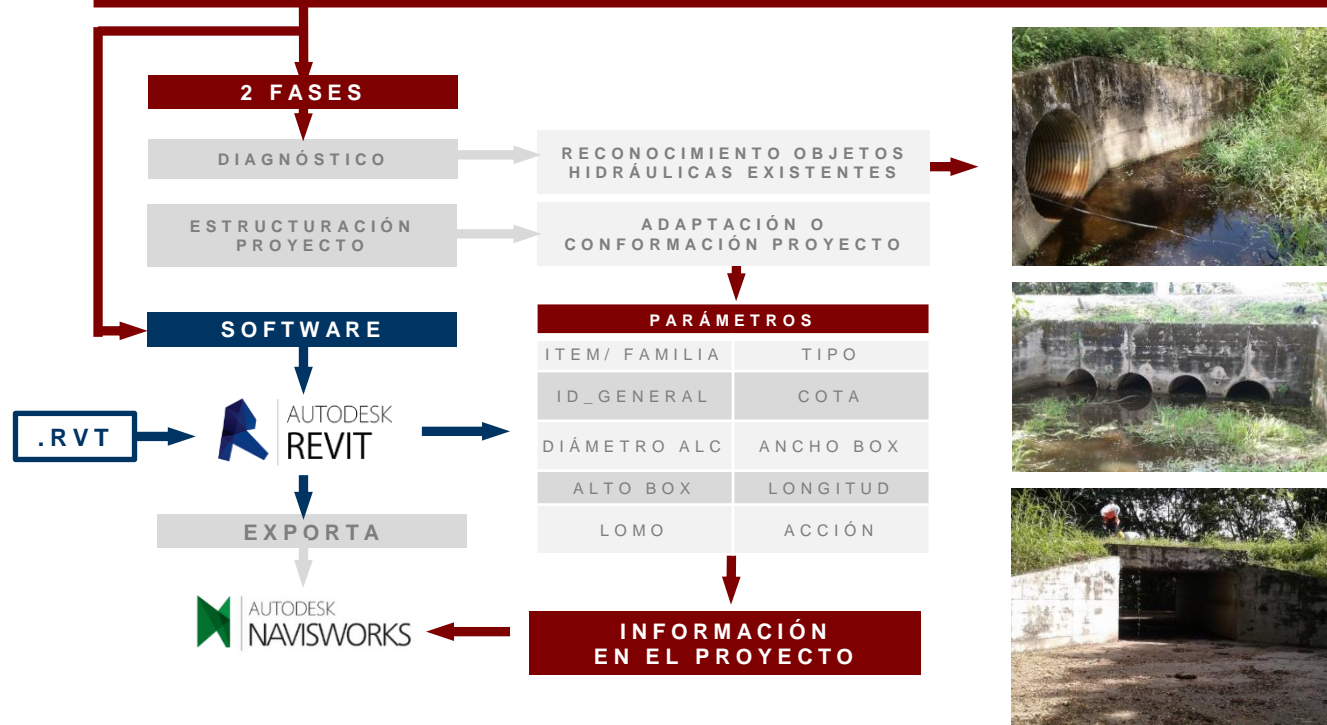 2 FASES
DIAGNÓSTICO
RECONOCIMIENTO OBJETOS
HIDRÁULICAS EXISTENTES
ESTRUCTURACIÓN
PROYECTO
ADAPTACIÓN O
CONFORMACIÓN PROYECTO
SOFTWARE
.RVT
AUTODESK
REVIT
EXPORTA
AUTODESK
NAVISWORKS
PARÁMETROS
ITEM/ FAMILIA TIPO
ID_GENERAL COTA
DIÁMETRO ALC ANCHO BOX
ALTO BOX LONGITUD
LOMO ACCIÓN
INFORMACIÓN
EN EL PROYECTO